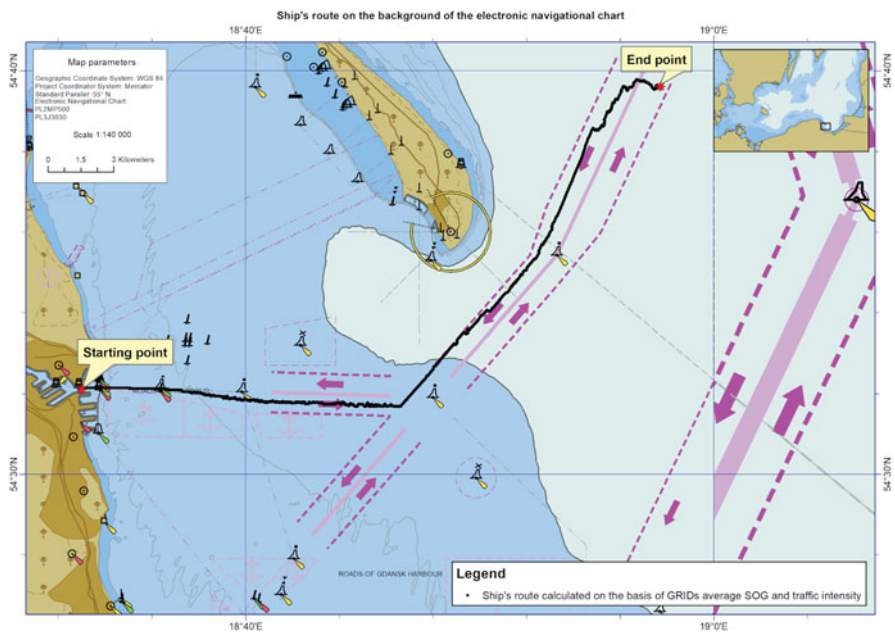 Ship's route on the background of the electronic navigational chart
18°40'0"E
19°0'E
54°40'N
54°40'N
Map parameters
Geographic Coordinate System: WGS 84
Project Coordinator System: Mercator
Standard Parallel: 55° N
Electronic Navigational Chart:
PL2MP500
PL3J3030
Scale 1:140 000
0 1,5 3 Kilometers
End point
Starting point
54°30'N
54°30'N
ROADS OF GDANSK HARBOUR
Legend
• Ship's route calculated on the basis of GRIDs average SOG and traffic intensity
18°40'0"E
19°0'E